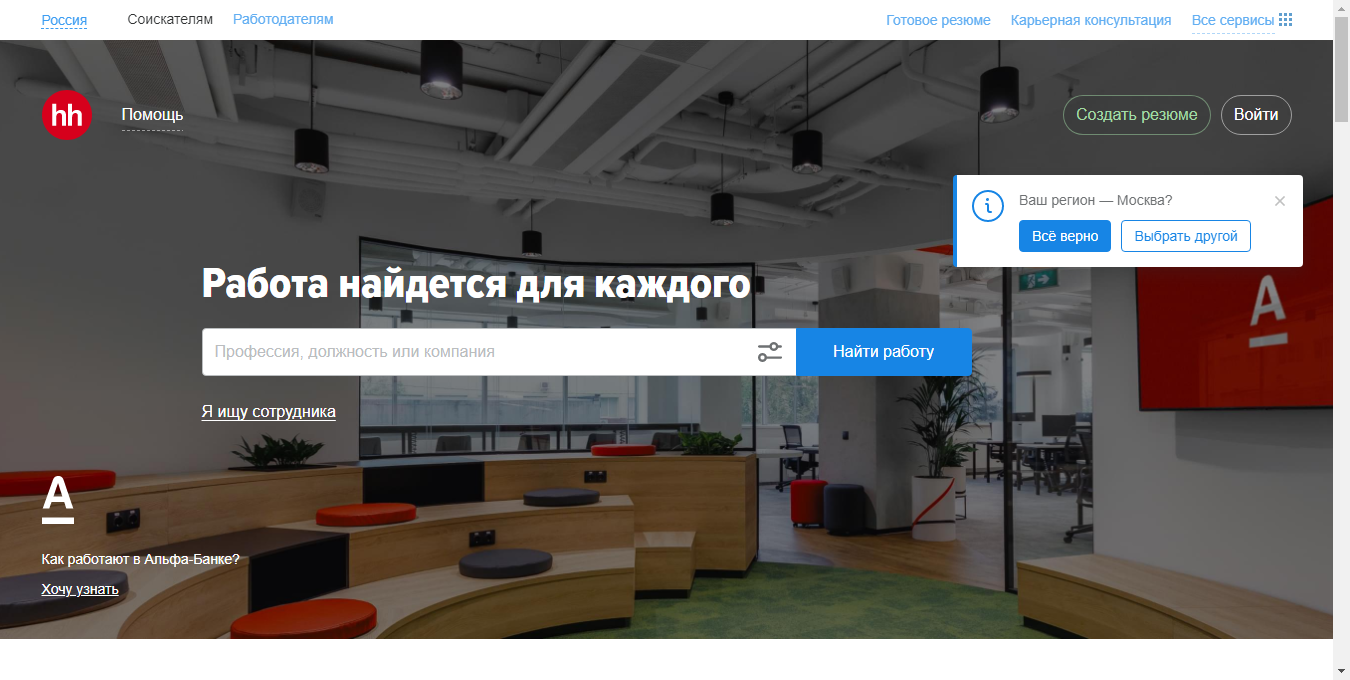 Россия Соискателям Работодателям Готовое резюме Карьерная консультация Все сервисы
hh Помощь Создать резюме Войти
Ваш регион — Москва?
Всё верно Выбрать другой
Работа найдется для каждого
Профессия, должность или компания Найти работу
Я ищу сотрудника
А
А
Как работают в Альфа-Банке?
Хочу узнать